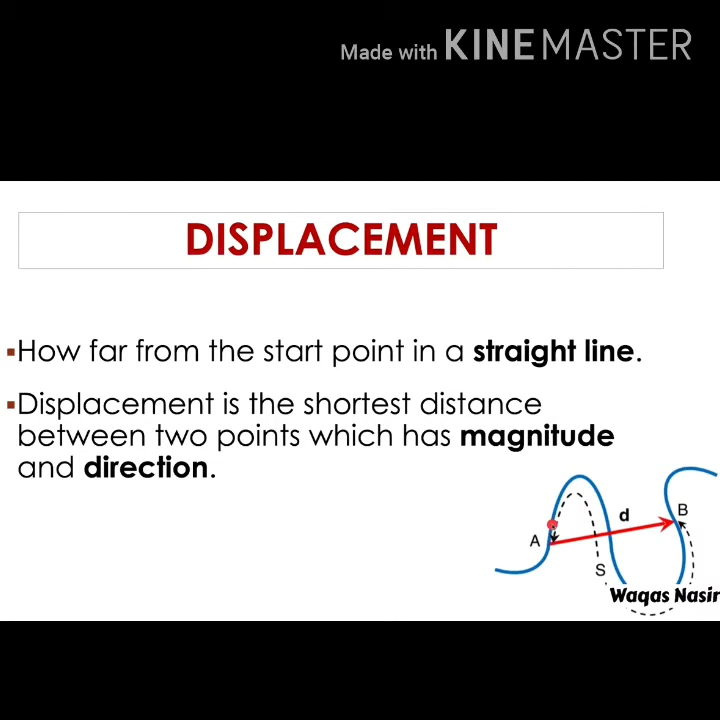 Made with KINEMASTER
DISPLACEMENT
▪How far from the start point in a straight line.
▪Displacement is the shortest distance
between two points which has magnitude
and direction.
d
B
A
S
Waqas Nasir